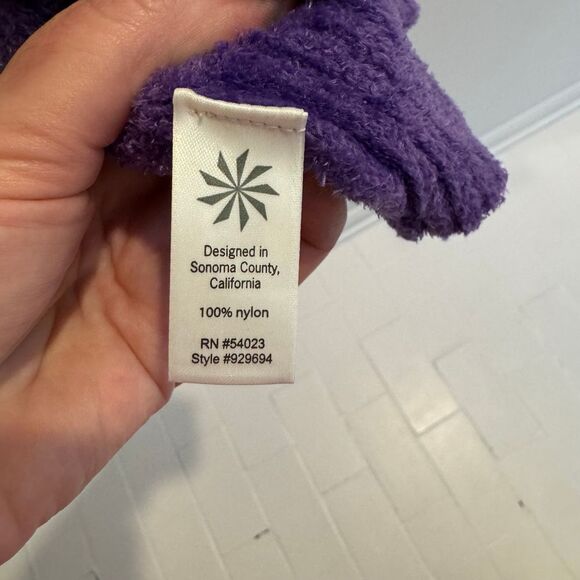 Designed in
Sonoma County,
California
100% nylon
RN #54023
Style #929694